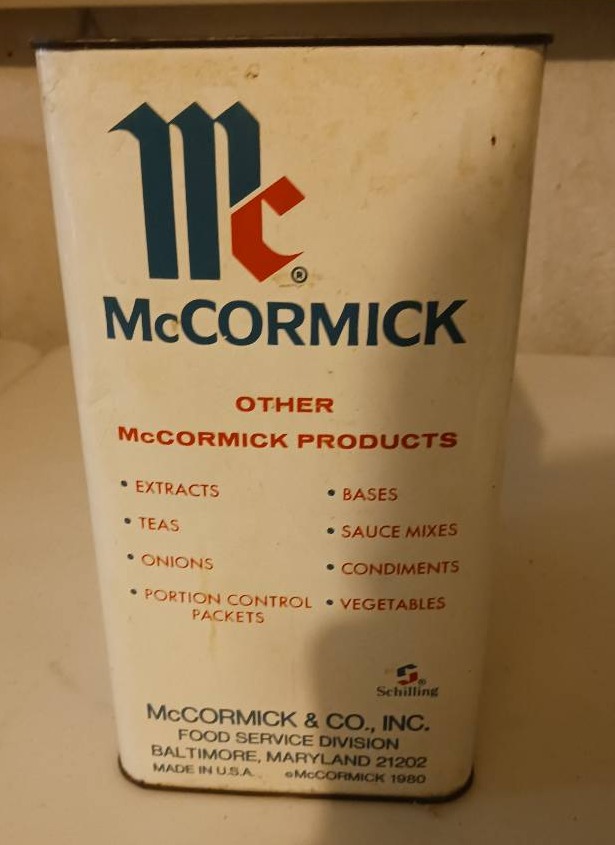 Mc
®
McCORMICK
OTHER
McCORMICK PRODUCTS
• EXTRACTS
• TEAS
• ONIONS
• PORTION CONTROL
PACKETS
• BASES
• SAUCE MIXES
• CONDIMENTS
• VEGETABLES
S®
Schilling
McCORMICK & CO., INC.
FOOD SERVICE DIVISION
BALTIMORE, MARYLAND 21202
MADE IN U.S.A. ©McCORMICK 1980